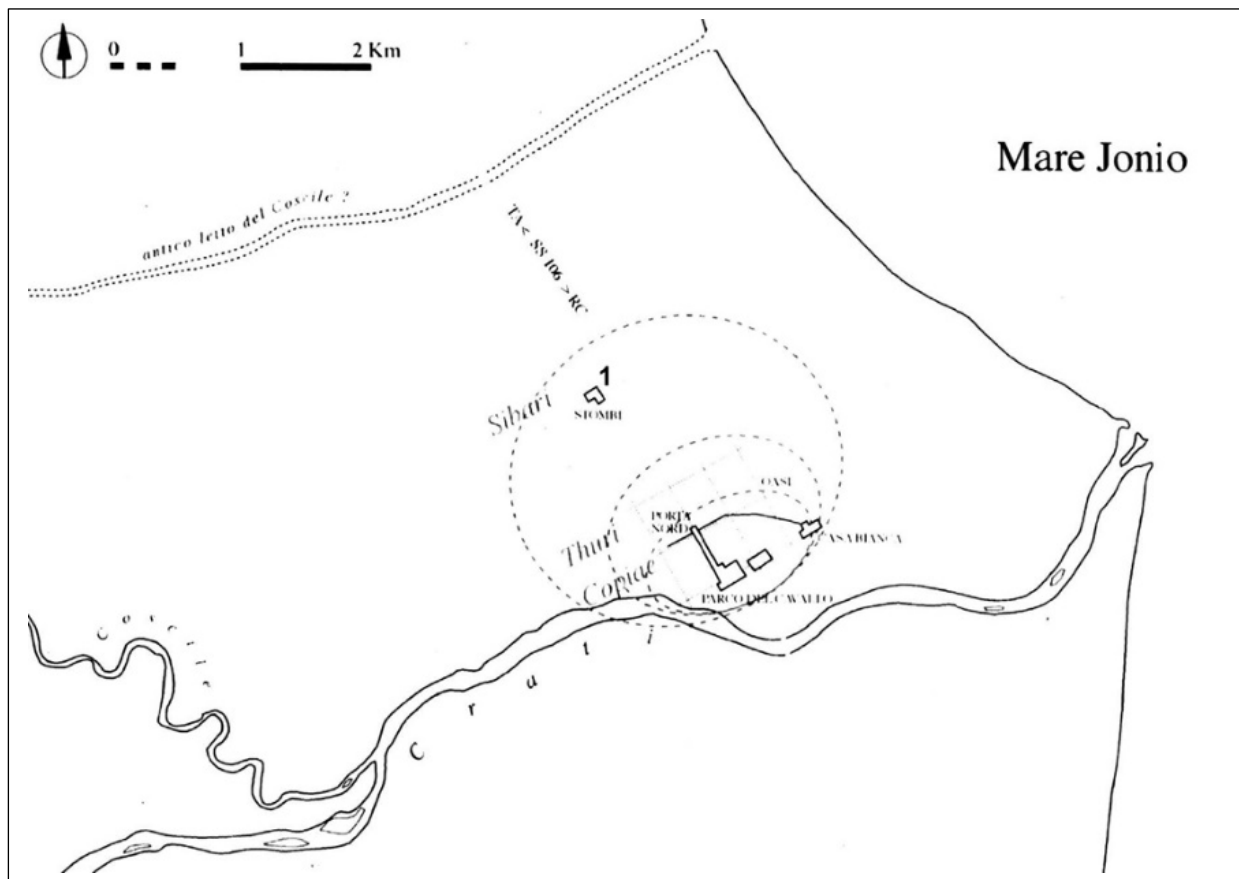 0 1 2 Km
Mare Jonio
antico letto del Coscile ?
TA < SS 106 > RC
1
Sibari
STOMBI
OASI
PORTA
NORD
Thuri
CASABIANCA
Copiae
PARCO DEL CAVALLO
Coscile
Crati